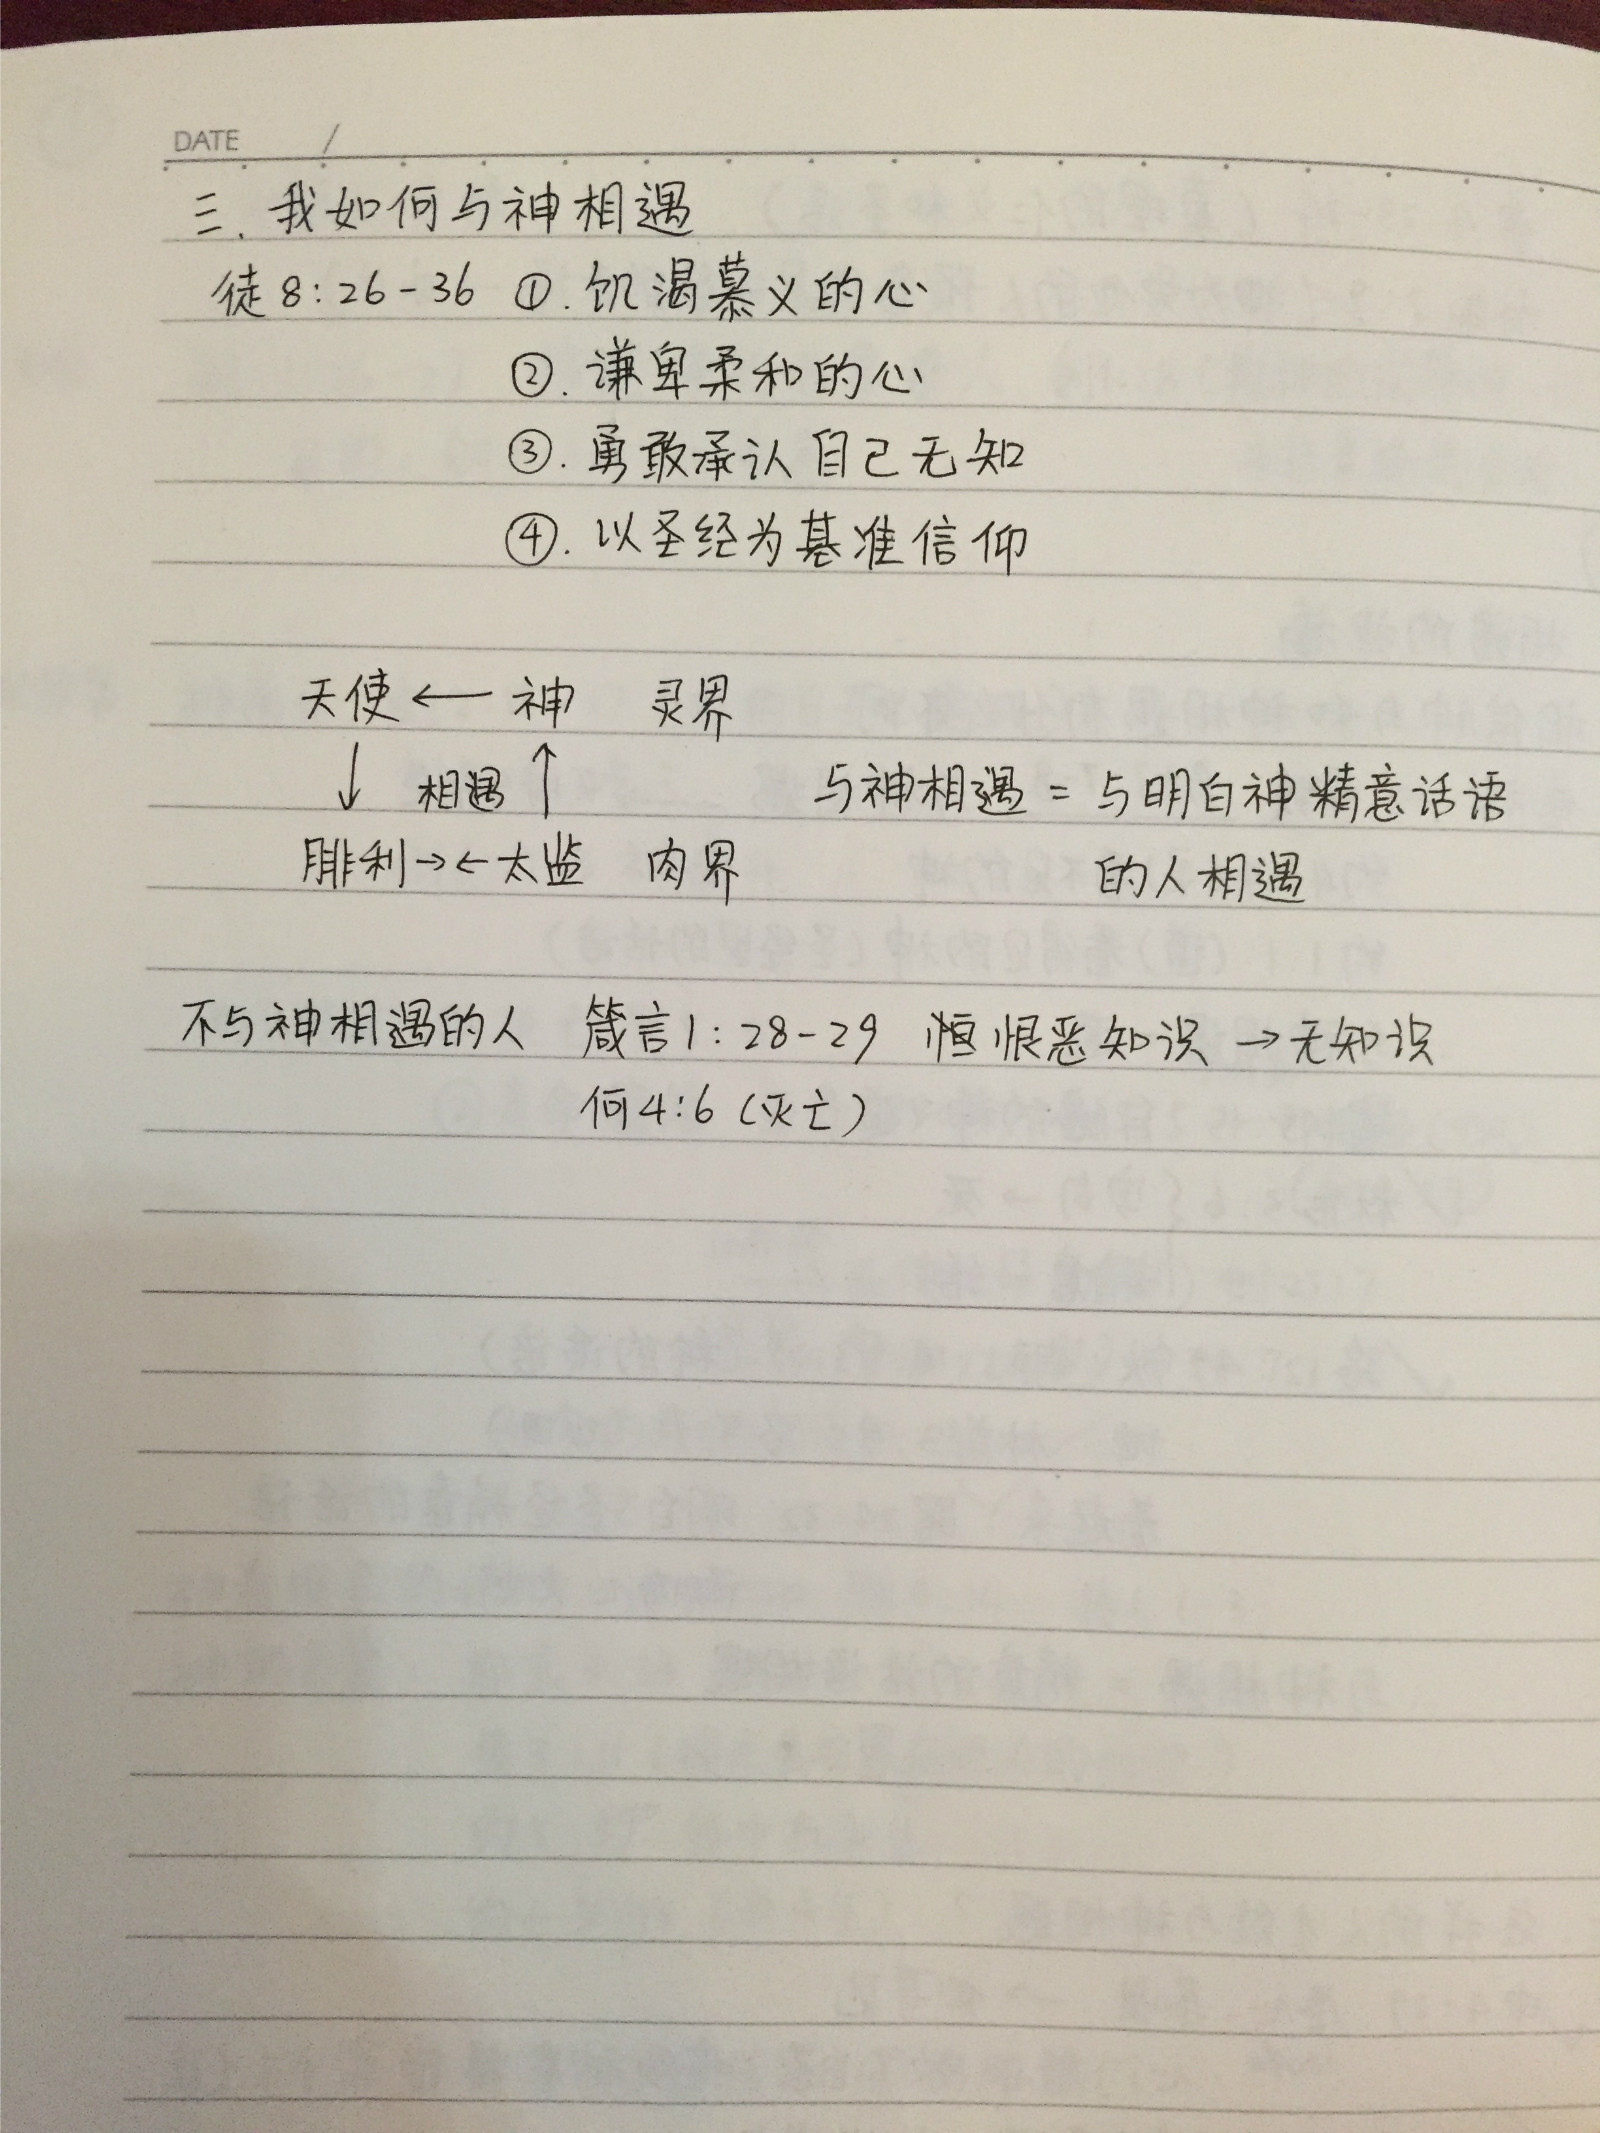 DATE /
三. 我如何与神相遇
徒8:26-36 ①. 饥渴慕义的心
②. 谦卑柔和的心
③. 勇敢承认自己无知
④. 以圣经为基准信仰
天使 ← 神 灵界
↓ 相遇 ↑ 与神相遇 = 与明白神精意话语
腓利→←太监 肉界 的人相遇
不与神相遇的人 箴言1:28-29 恒恨恶知识 →无知识
何4:6 (灭亡)